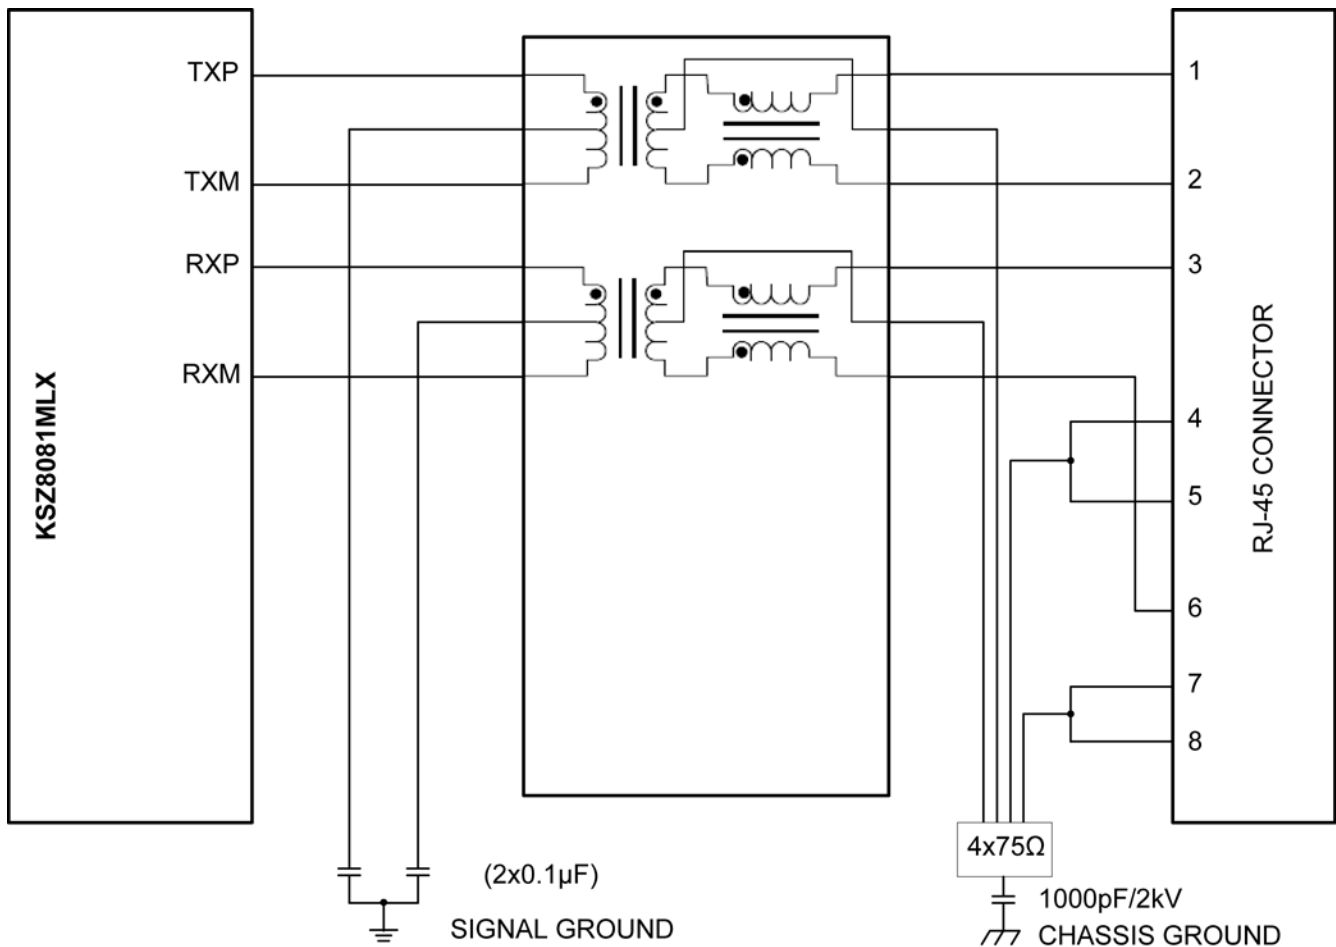 TXP
TXM
RXP
RXM
KSZ8081MLX
1
2
3
4
5
6
7
8
RJ-45 CONNECTOR
4x75Ω
(2x0.1µF)
SIGNAL GROUND
1000pF/2kV
CHASSIS GROUND